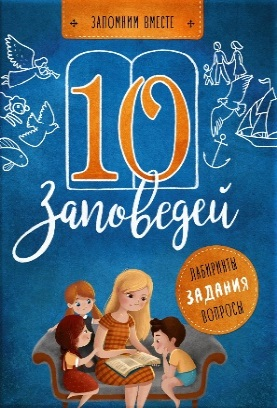 ЗАПОМНИМ ВМЕСТЕ
10
Заповедей
ЛАБИРИНТЫ
ЗАДАНИЯ
ВОПРОСЫ